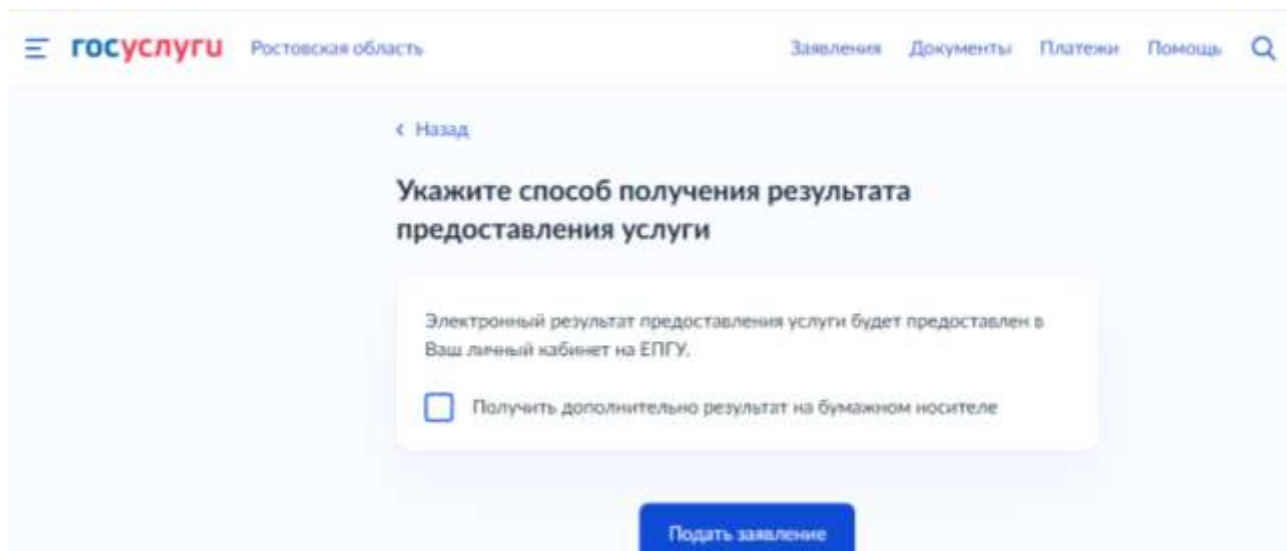 госуслуги Ростовская область Заявления Документы Платежи Помощь
Назад
Укажите способ получения результата
предоставления услуги
Электронный результат предоставления услуги будет предоставлен в
Ваш личный кабинет на ЕПГУ.
Получить дополнительно результат на бумажном носителе
Подать заявление